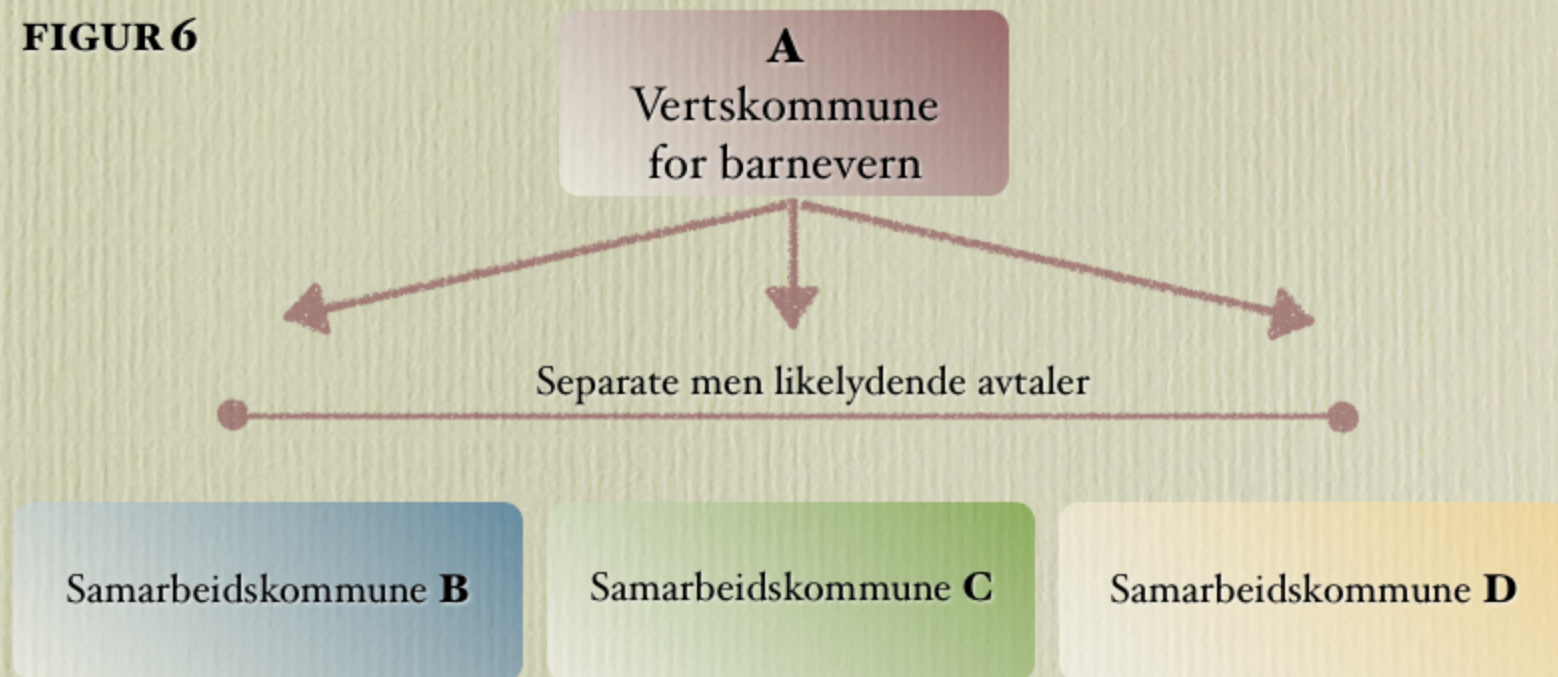 FIGUR 6
A
Vertskommune
for barnevern
Separate men likelydende avtaler
Samarbeidskommune B
Samarbeidskommune C
Samarbeidskommune D